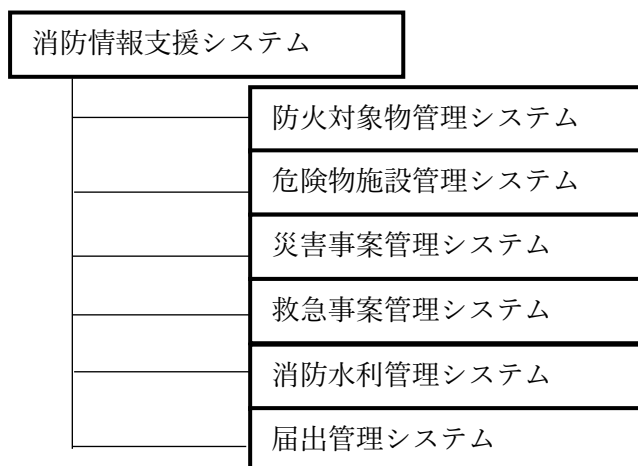 消防情報支援システム
防火対象物管理システム
危険物施設管理システム
災害事案管理システム
救急事案管理システム
消防水利管理システム
届出管理システム